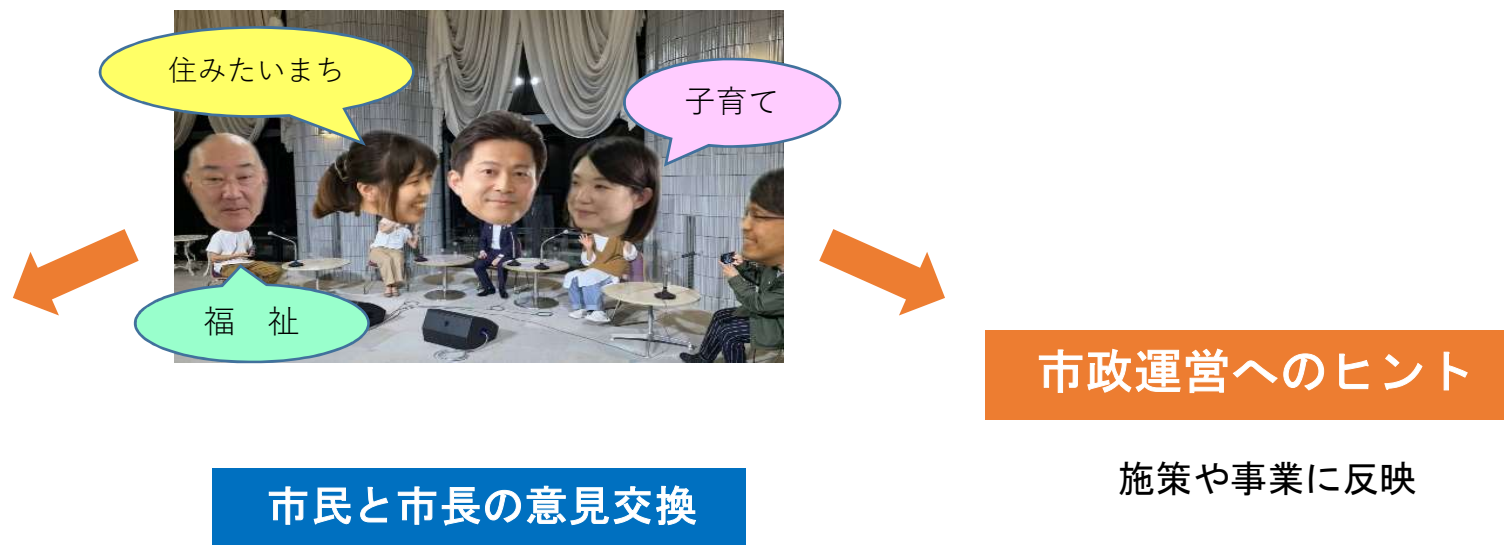 住みたいまち
子育て
福　祉
市政運営へのヒント
施策や事業に反映
市民と市長の意見交換